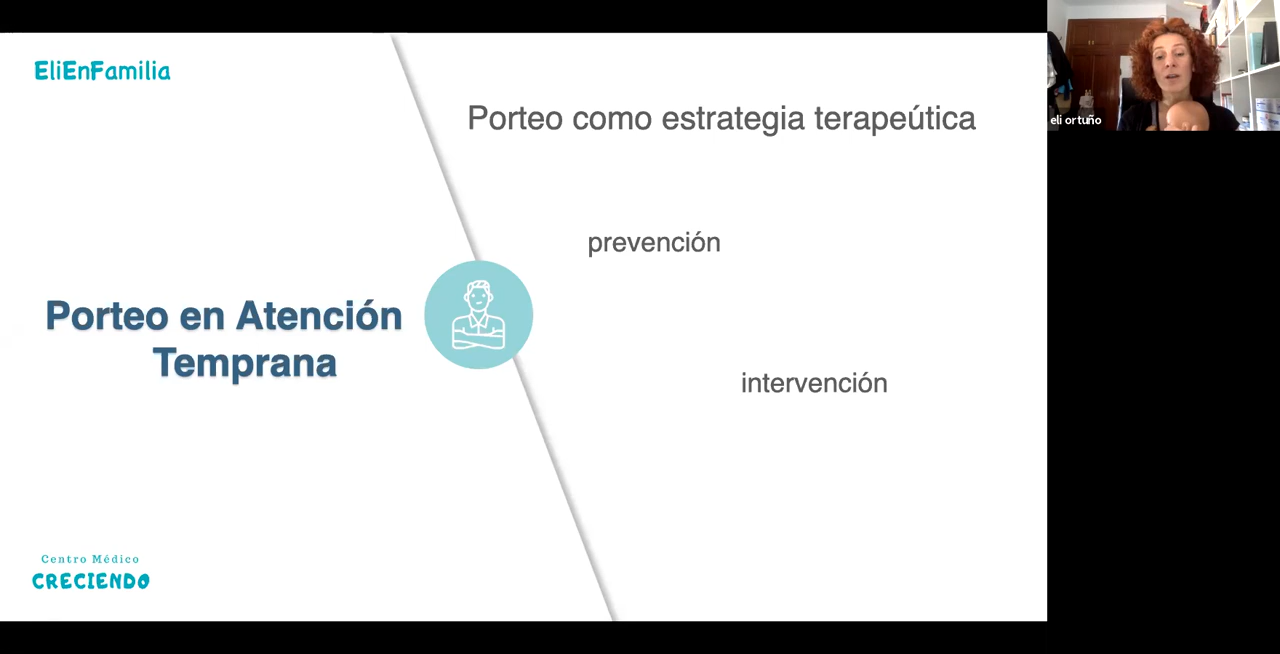 EliEnFamilia
Porteo como estrategia terapeútica
prevención
Porteo en Atención
Temprana
intervención
Centro Médico
CRECIENDO
eli ortuño